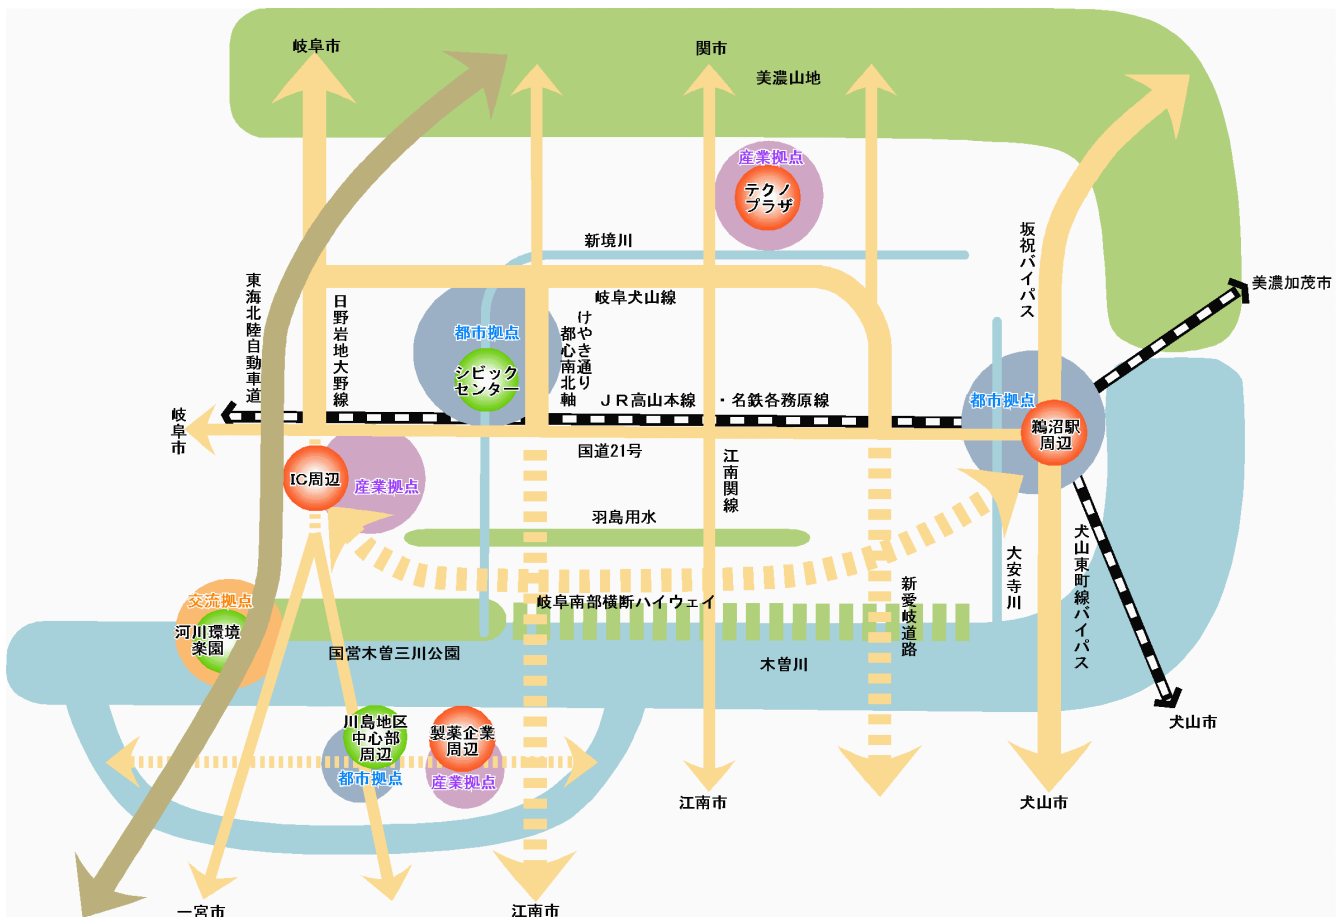 岐阜市
関市
美濃山地
産業拠点
テクノ
プラザ
新境川
坂祝バイパス
美濃加茂市
東海北陸自動車道
日野岩地大野線
岐阜犬山線
都市拠点
シビック
センター
けやき通り
都心南北軸
JR高山本線 ・名鉄各務原線
都市拠点
鵜沼駅
周辺
岐阜市
国道21号
江南関線
IC周辺
産業拠点
羽島用水
大安寺川
犬山東町線バイパス
新愛岐道路
岐阜南部横断ハイウェイ
交流拠点
河川環境
楽園
国営木曽三川公園
木曽川
川島地区
中心部
周辺
都市拠点
製薬企業
周辺
産業拠点
犬山市
江南市
犬山市
一宮市
江南市